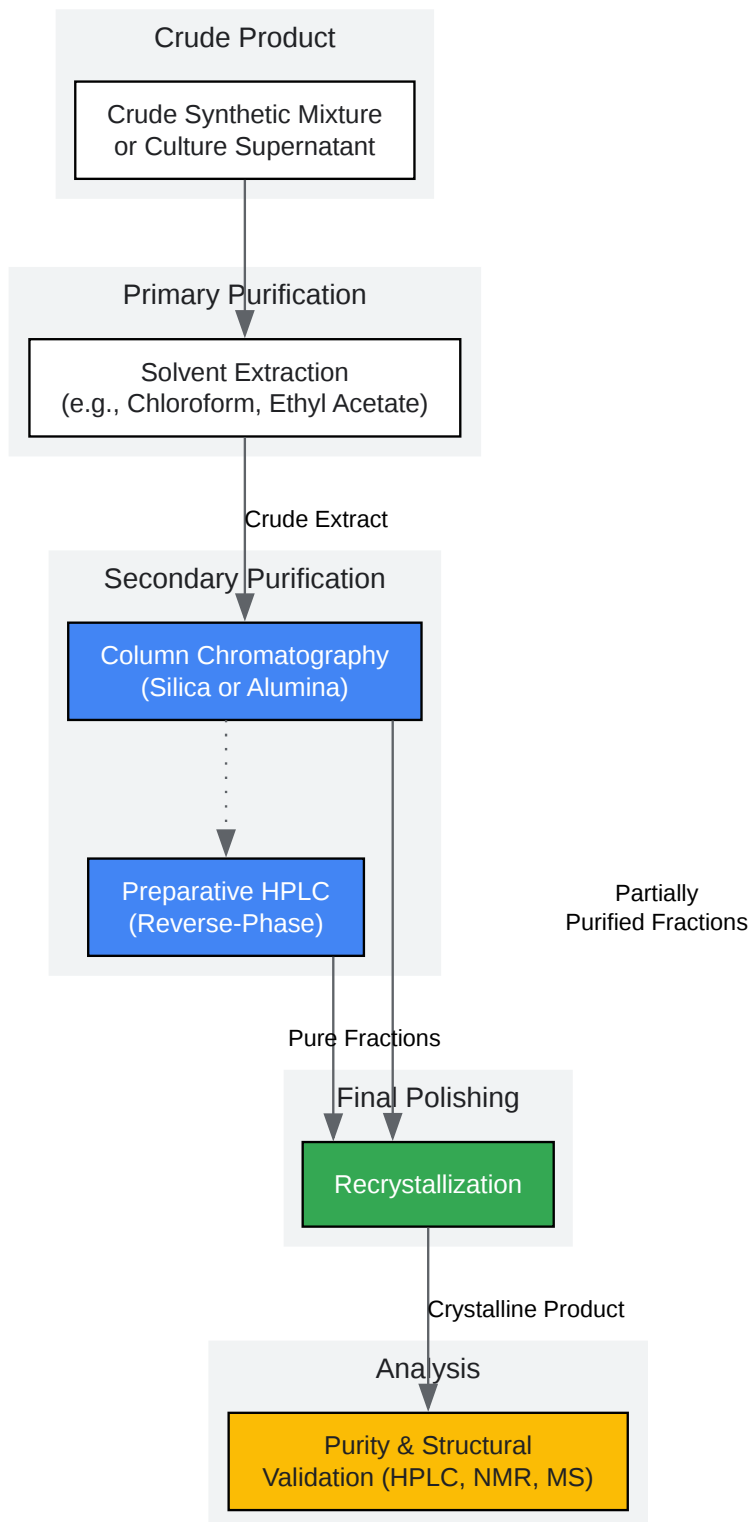 Crude Product
Crude Synthetic Mixture
or Culture Supernatant
Primary Purification
Solvent Extraction
(e.g., Chloroform, Ethyl Acetate)
Crude Extract
Secondary Purification
Column Chromatography
(Silica or Alumina)
Preparative HPLC
(Reverse-Phase)
Partially
Purified Fractions
Pure Fractions
Final Polishing
Recrystallization
Crystalline Product
Analysis
Purity & Structural
Validation (HPLC, NMR, MS)